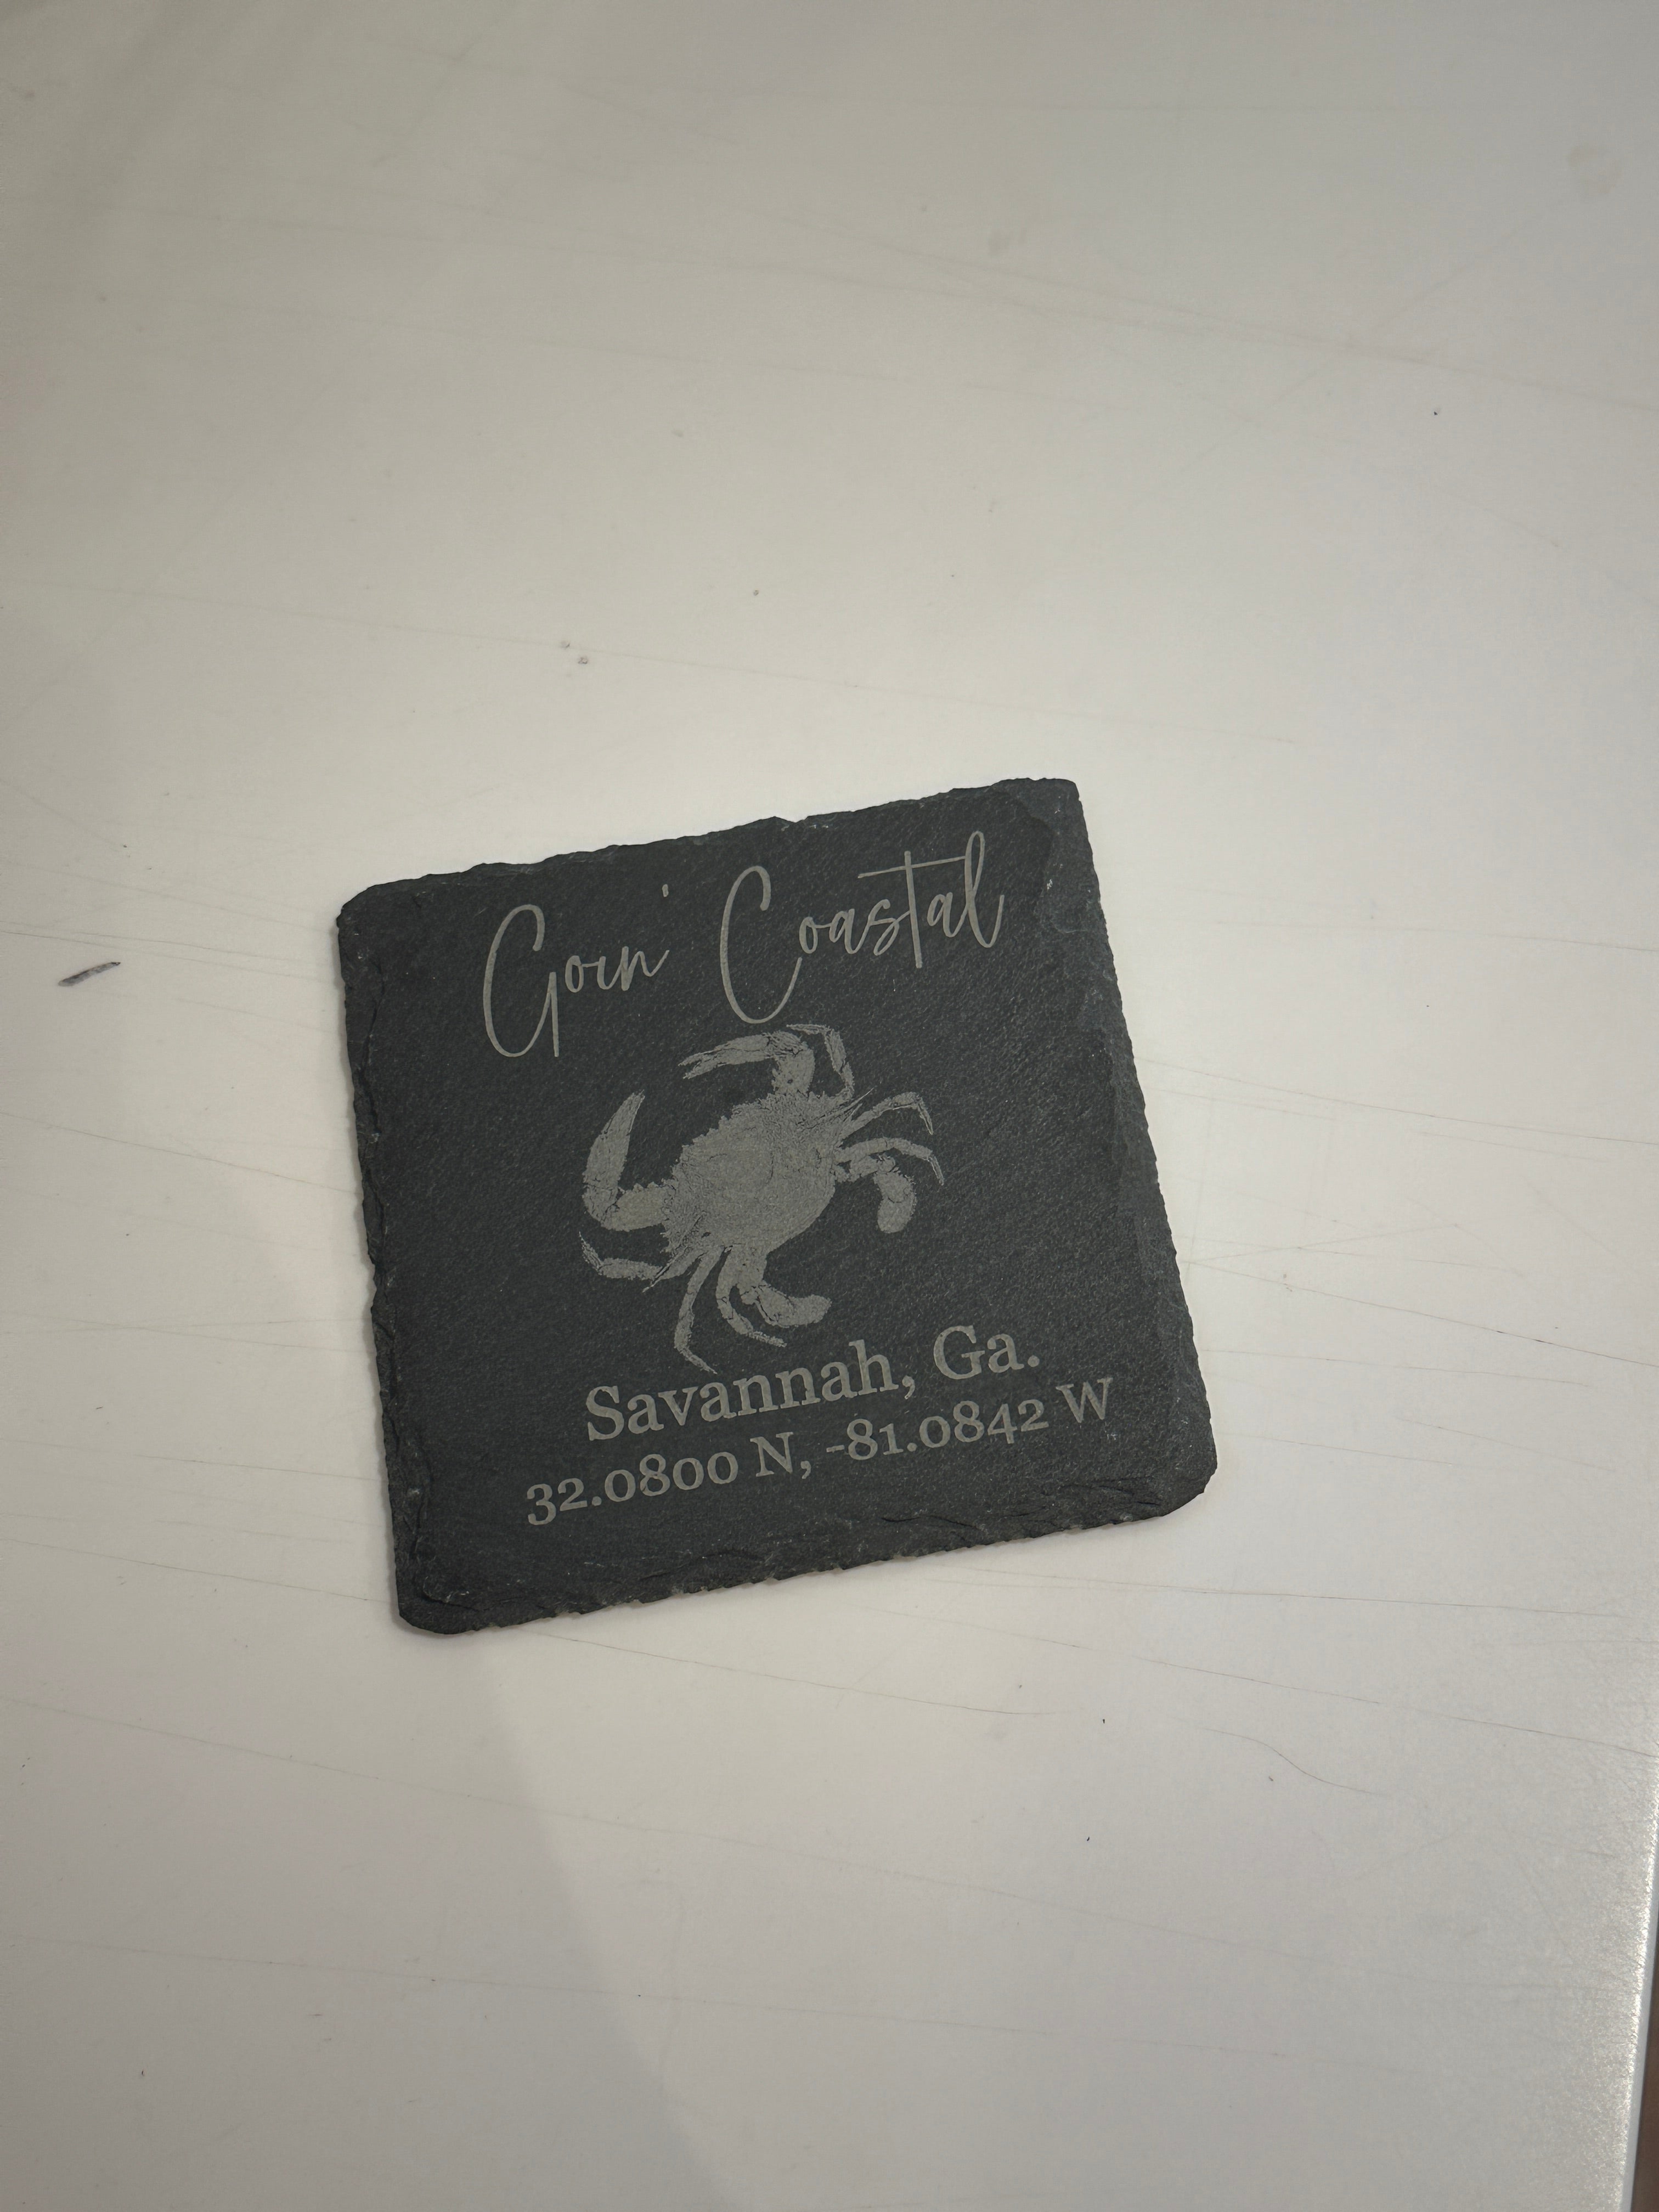 Goin' Coastal
Savannah, Ga.
32.0800 N, -81.0842 W